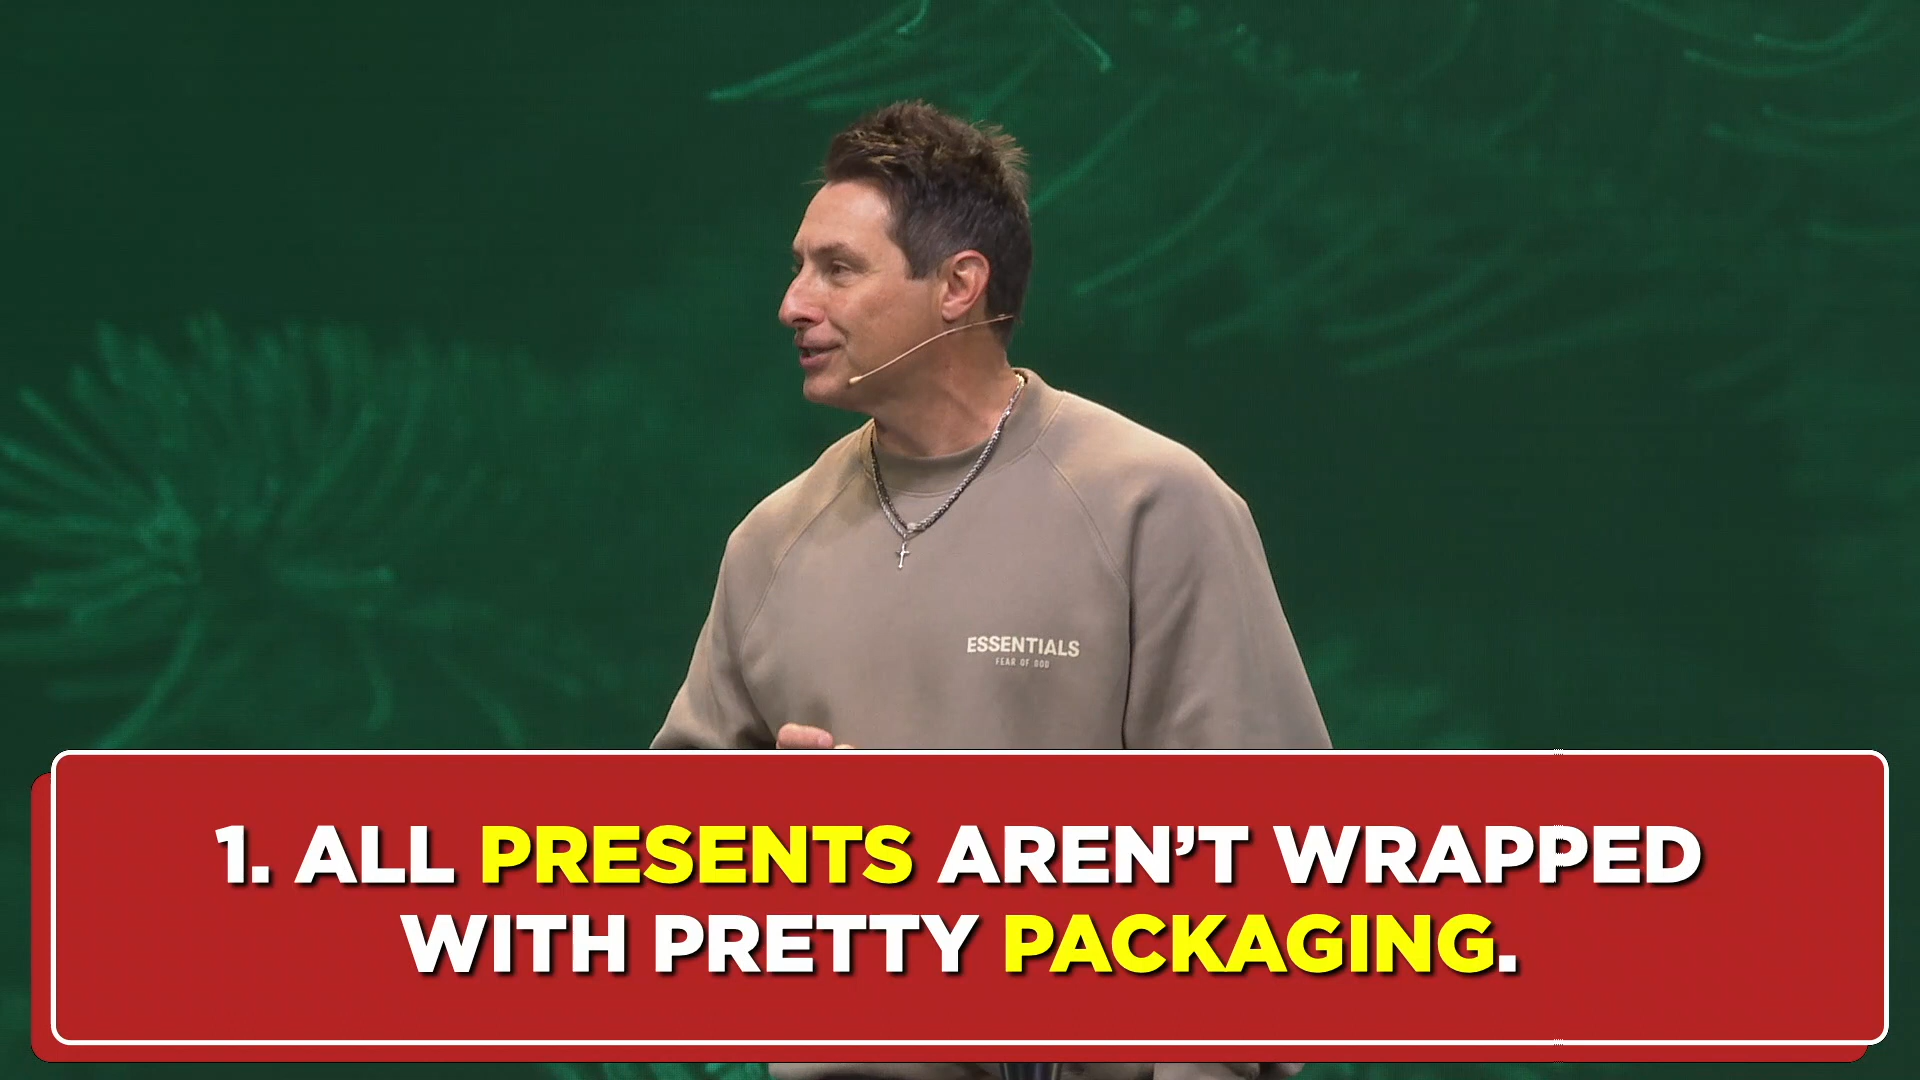 ESSENTIALS
FEAR OF GOD
1. ALL PRESENTS AREN'T WRAPPED
WITH PRETTY PACKAGING.